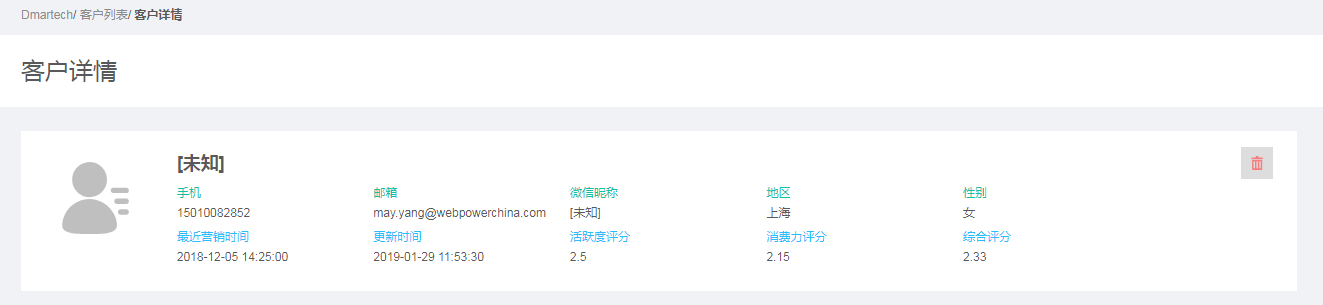 Dmartech/ 客户列表/ 客户详情
客户详情
[未知]
手机 邮箱 微信昵称 地区 性别
15010082852 may.yang@webpowerchina.com [未知] 上海 女
最近营销时间 更新时间 活跃度评分 消费力评分 综合评分
2018-12-05 14:25:00 2019-01-29 11:53:30 2.5 2.15 2.33